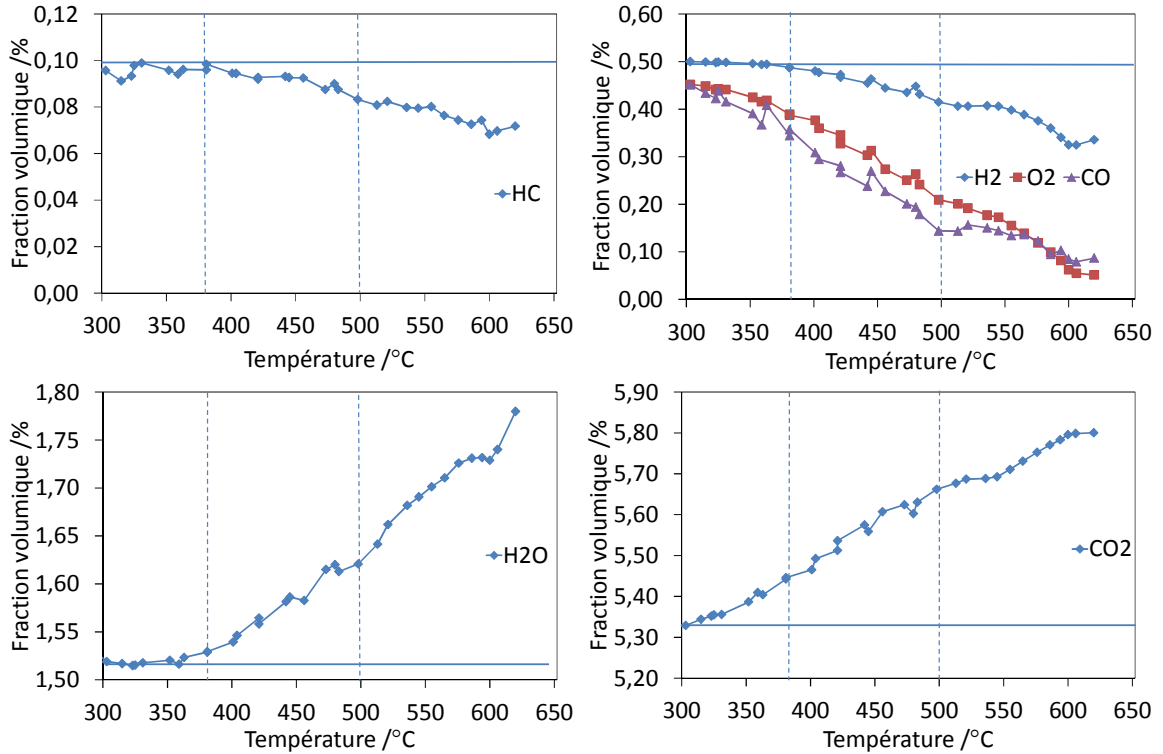 Fraction volumique /%
0,12
0,10
0,08
0,06
0,04
0,02
0,00
HC
300 350 400 450 500 550 600 650
Température /°C
Fraction volumique /%
0,60
0,50
0,40
0,30
0,20
0,10
0,00
H2 O2 CO
300 350 400 450 500 550 600 650
Température /°C
Fraction volumique /%
1,80
1,75
1,70
1,65
1,60
1,55
1,50
H2O
300 350 400 450 500 550 600 650
Température /°C
Fraction volumique /%
5,90
5,80
5,70
5,60
5,50
5,40
5,30
5,20
CO2
300 350 400 450 500 550 600 650
Température /°C